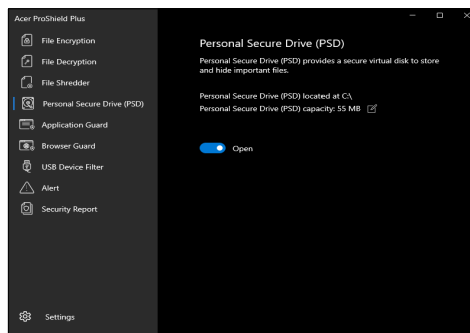 Acer ProShield Plus
File Encryption
File Decryption
File Shredder
Personal Secure Drive (PSD)
Application Guard
Browser Guard
USB Device Filter
Alert
Security Report
Settings
Personal Secure Drive (PSD)
Personal Secure Drive (PSD) provides a secure virtual disk to store
and hide important files.
Personal Secure Drive (PSD) located at C:\
Personal Secure Drive (PSD) capacity: 55 MB
Open